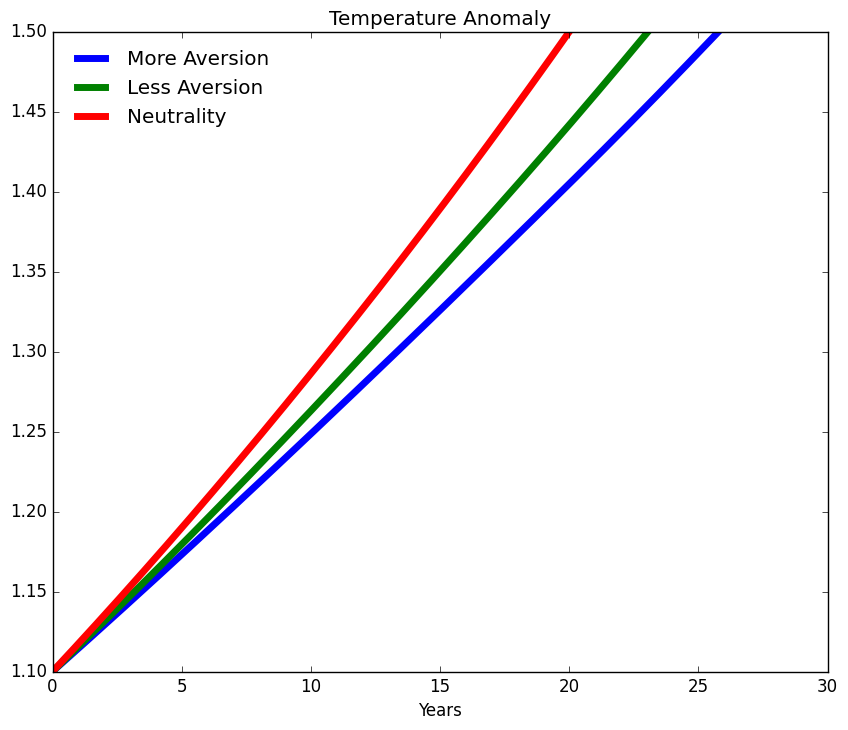 Temperature Anomaly
More Aversion
Less Aversion
Neutrality
1.50
1.45
1.40
1.35
1.30
1.25
1.20
1.15
1.10
0 5 10 15 20 25 30
Years